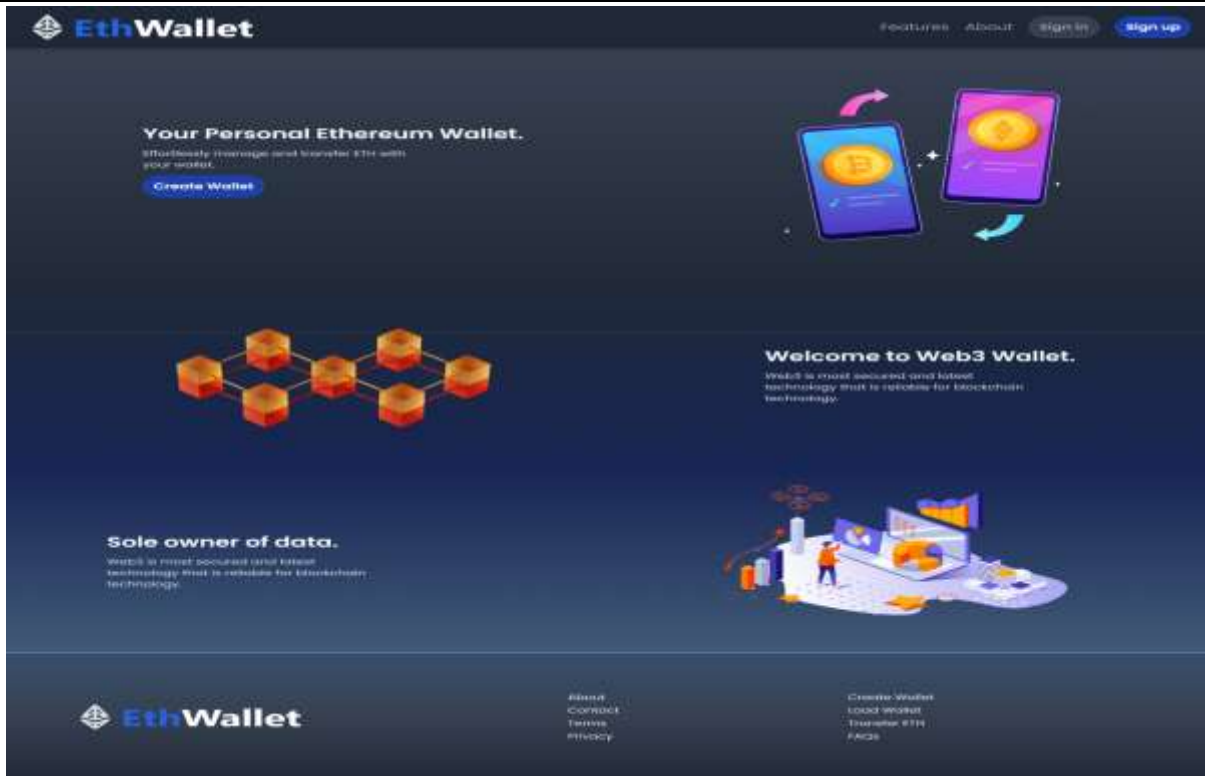 EthWallet
Features About Sign in Sign up
Your Personal Ethereum Wallet.
Effortlessly manage and transfer ETH with
your wallet.
Create Wallet
Welcome to Web3 Wallet.
Web3 is most secured and latest
technology that is reliable for blockchain
technology.
Sole owner of data.
Web3 is most secured and latest
technology that is reliable for blockchain
technology.
EthWallet
About
Contact
Terms
Privacy
Create Wallet
Load Wallet
Transfer ETH
FAQs